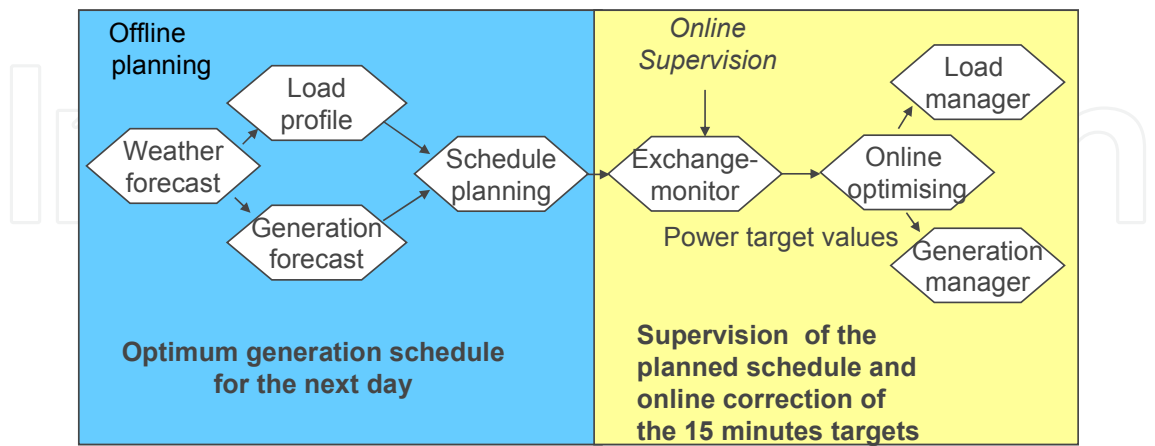 Offline
planning
Load
profile
Weather
forecast
Generation
forecast
Schedule
planning
Optimum generation schedule
for the next day
Online
Supervision
Exchange-
monitor
Power target values
Online
optimising
Load
manager
Generation
manager
Supervision of the
planned schedule and
online correction of
the 15 minutes targets